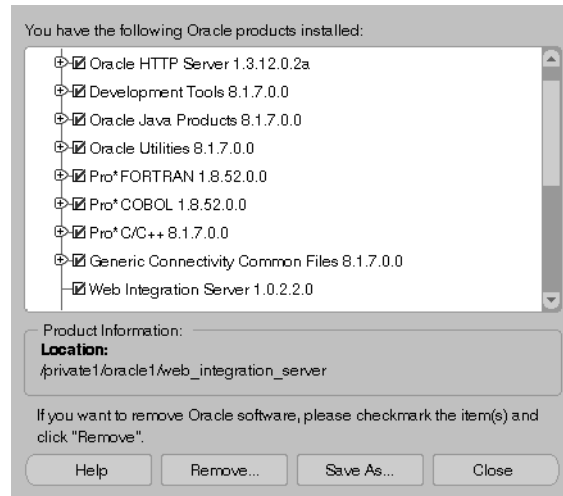 You have the following Oracle products installed:
Oracle HTTP Server 1.3.12.0.2a
Development Tools 8.1.7.0.0
Oracle Java Products 8.1.7.0.0
Oracle Utilities 8.1.7.0.0
Pro*FORTRAN 1.8.52.0.0
Pro*COBOL 1.8.52.0.0
Pro*C/C++ 8.1.7.0.0
Generic Connectivity Common Files 8.1.7.0.0
Web Integration Server 1.0.2.2.0
Product Information:
Location:
/private1/oracle1/web_integration_server
If you want to remove Oracle software, please checkmark the item(s) and
click "Remove".
Help Remove... Save As... Close